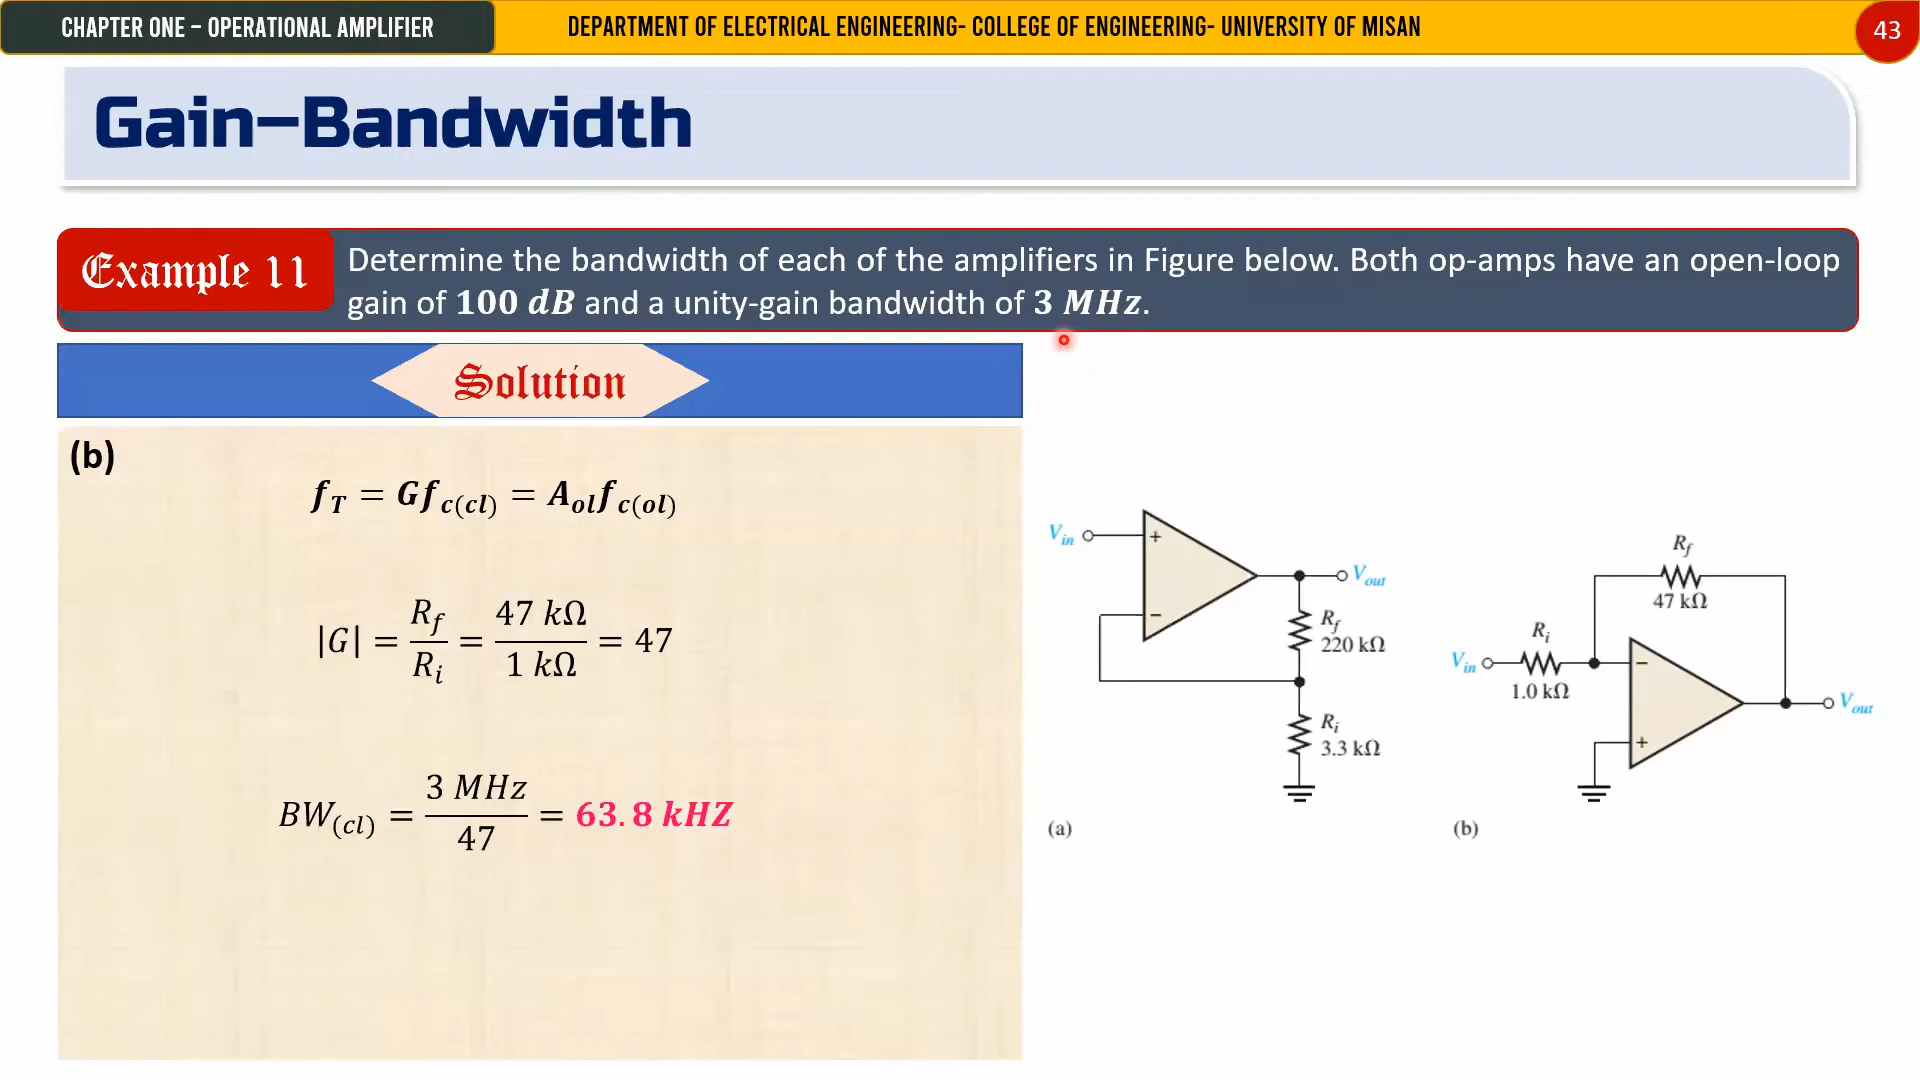 CHAPTER ONE – OPERATIONAL AMPLIFIER
DEPARTMENT OF ELECTRICAL ENGINEERING- COLLEGE OF ENGINEERING- UNIVERSITY OF MISAN
43
Gain–Bandwidth
Example 11
Determine the bandwidth of each of the amplifiers in Figure below. Both op-amps have an open-loop
gain of 100 dB and a unity-gain bandwidth of 3 MHz.
Solution
(b)
f_T = Gf_c(cl) = A_ol f_c(ol)
|G| = R_f/R_i = 47 kΩ/1 kΩ = 47
BW_(cl) = 3 MHz/47 = 63.8 kHZ
V_in
+
−
V_out
R_f
220 kΩ
R_i
3.3 kΩ
(a)
R_f
47 kΩ
R_i
V_in
1.0 kΩ
−
+
V_out
(b)